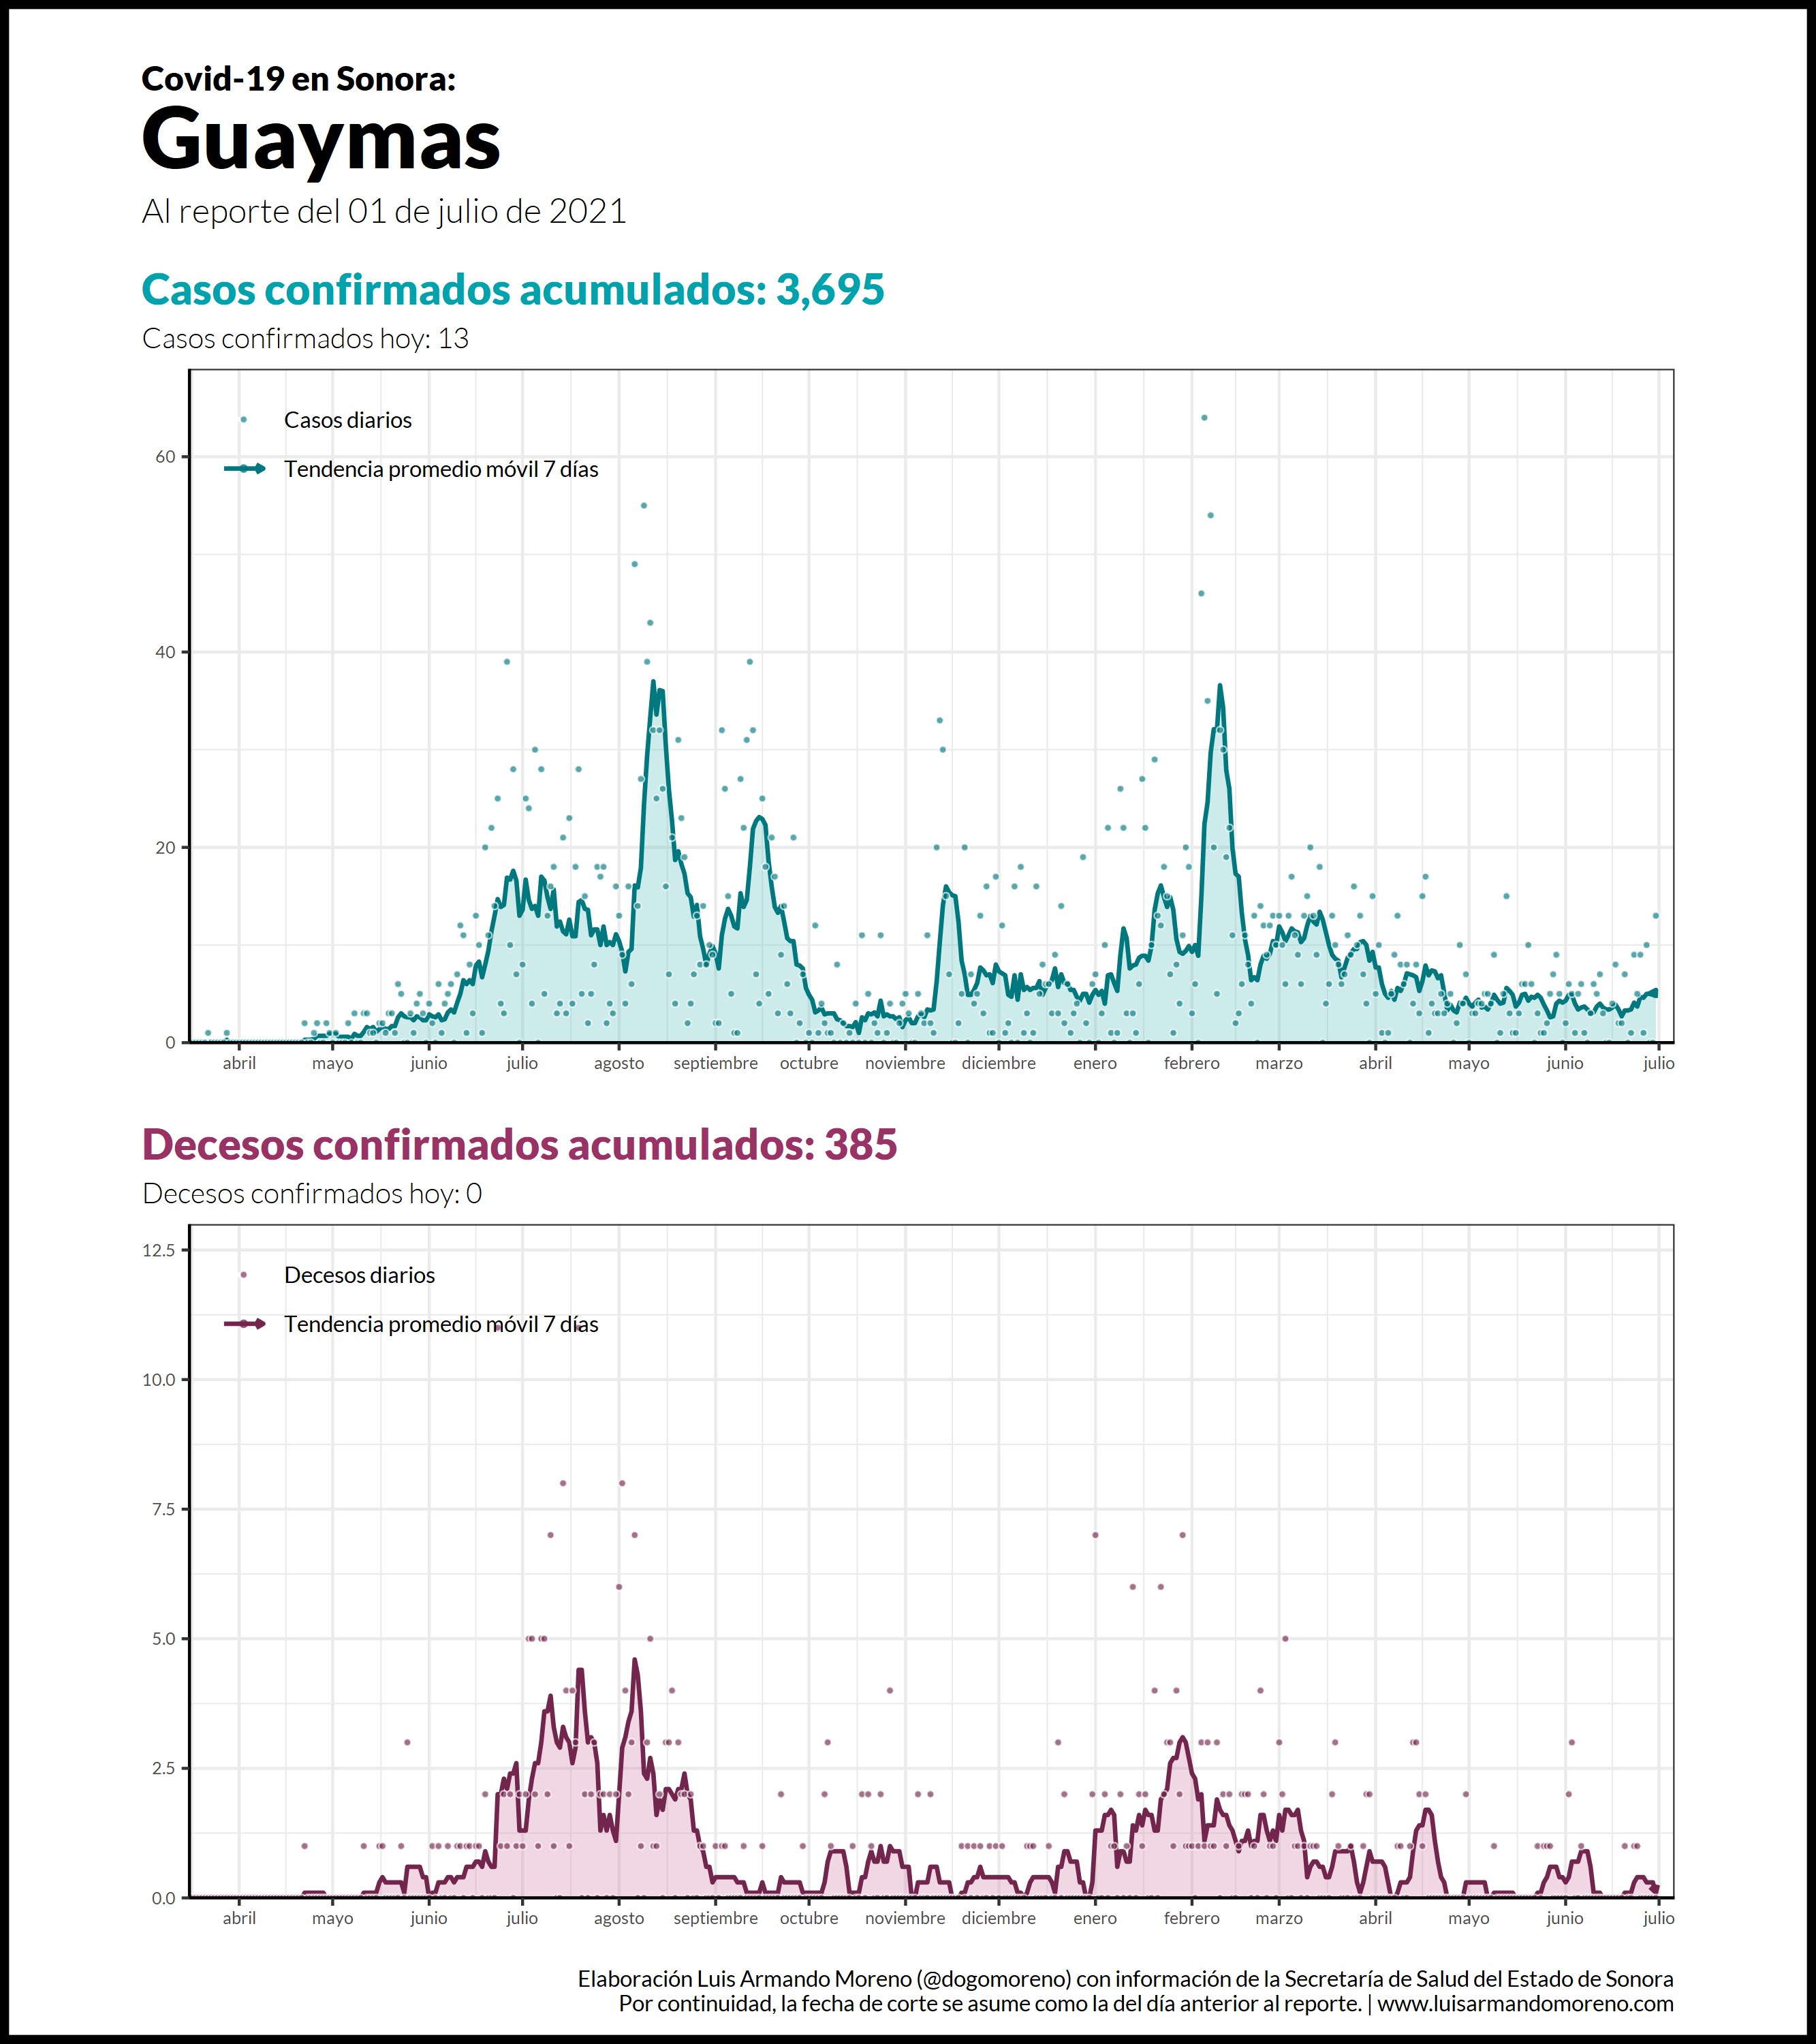 Covid-19 en Sonora:
Guaymas
Al reporte del 01 de julio de 2021
Casos confirmados acumulados: 3,695
Casos confirmados hoy: 13
Casos diarios
Tendencia promedio móvil 7 días
60
40
20
0
abril mayo junio julio agosto septiembre octubre noviembre diciembre enero febrero marzo abril mayo junio julio
Decesos confirmados acumulados: 385
Decesos confirmados hoy: 0
12.5
Decesos diarios
Tendencia promedio móvil 7 días
10.0
7.5
5.0
2.5
0.0
abril mayo junio julio agosto septiembre octubre noviembre diciembre enero febrero marzo abril mayo junio julio
Elaboración Luis Armando Moreno (@dogomoreno) con información de la Secretaría de Salud del Estado de Sonora
Por continuidad, la fecha de corte se asume como la del día anterior al reporte. | www.luisarmandomoreno.com